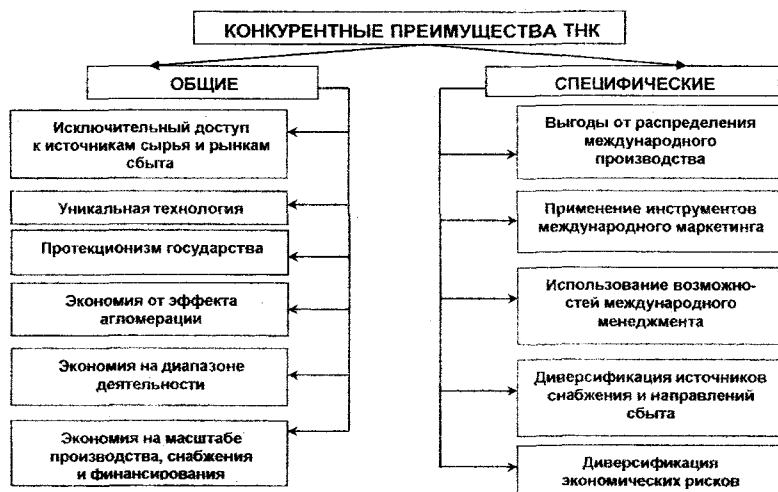 КОНКУРЕНТНЫЕ ПРЕИМУЩЕСТВА ТНК
ОБЩИЕ
Исключительный доступ
к источникам сырья и рынкам
сбыта
Уникальная технология
Протекционизм государства
Экономия от эффекта
агломерации
Экономия на диапазоне
деятельности
Экономия на масштабе
производства, снабжения
и финансирования
СПЕЦИФИЧЕСКИЕ
Выгоды от распределения
международного
производства
Применение инструментов
международного маркетинга
Использование возможно-
стей международного
менеджмента
Диверсификация источников
снабжения и направлений
сбыта
Диверсификация
экономических рисков